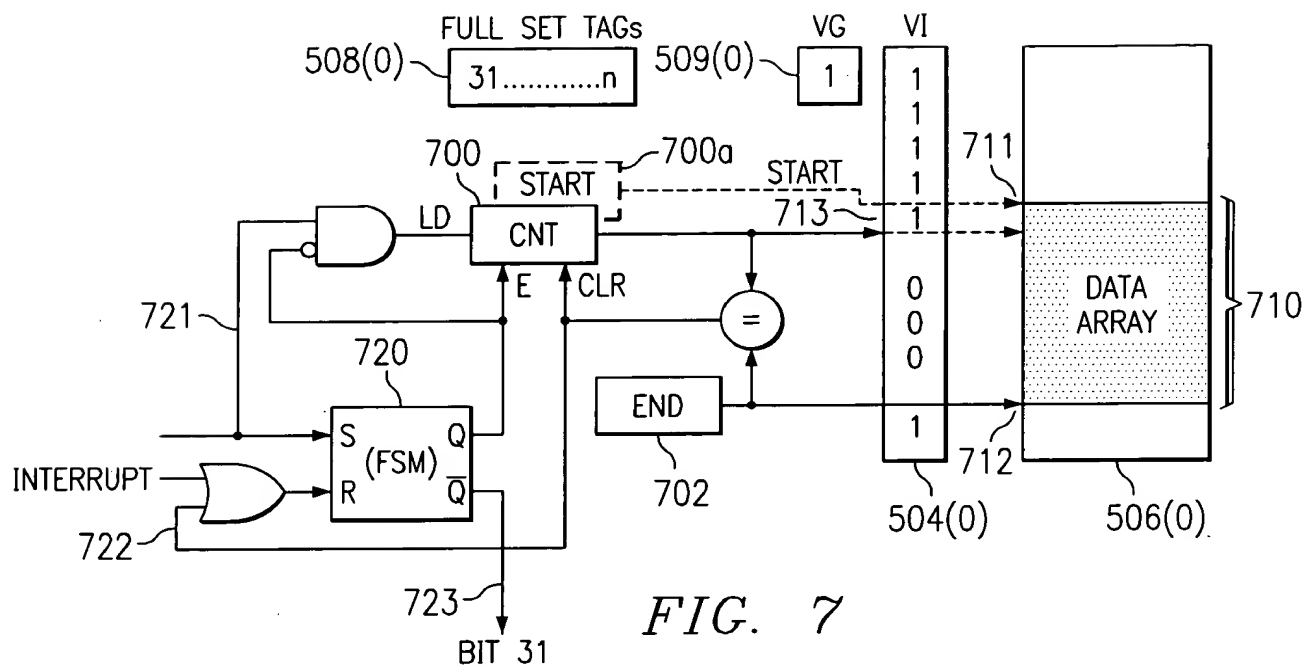 FULL SET TAGs
VG
VI
508(0)
31............n
509(0)
1
1
1
1
1
1
0
0
0
1
700
700a
START
START
711
713
LD
CNT
E
CLR
721
=
DATA
ARRAY
710
720
END
S
Q
(FSM)
R
Q̅
INTERRUPT
702
712
722
504(0)
506(0)
723
BIT 31
FIG. 7